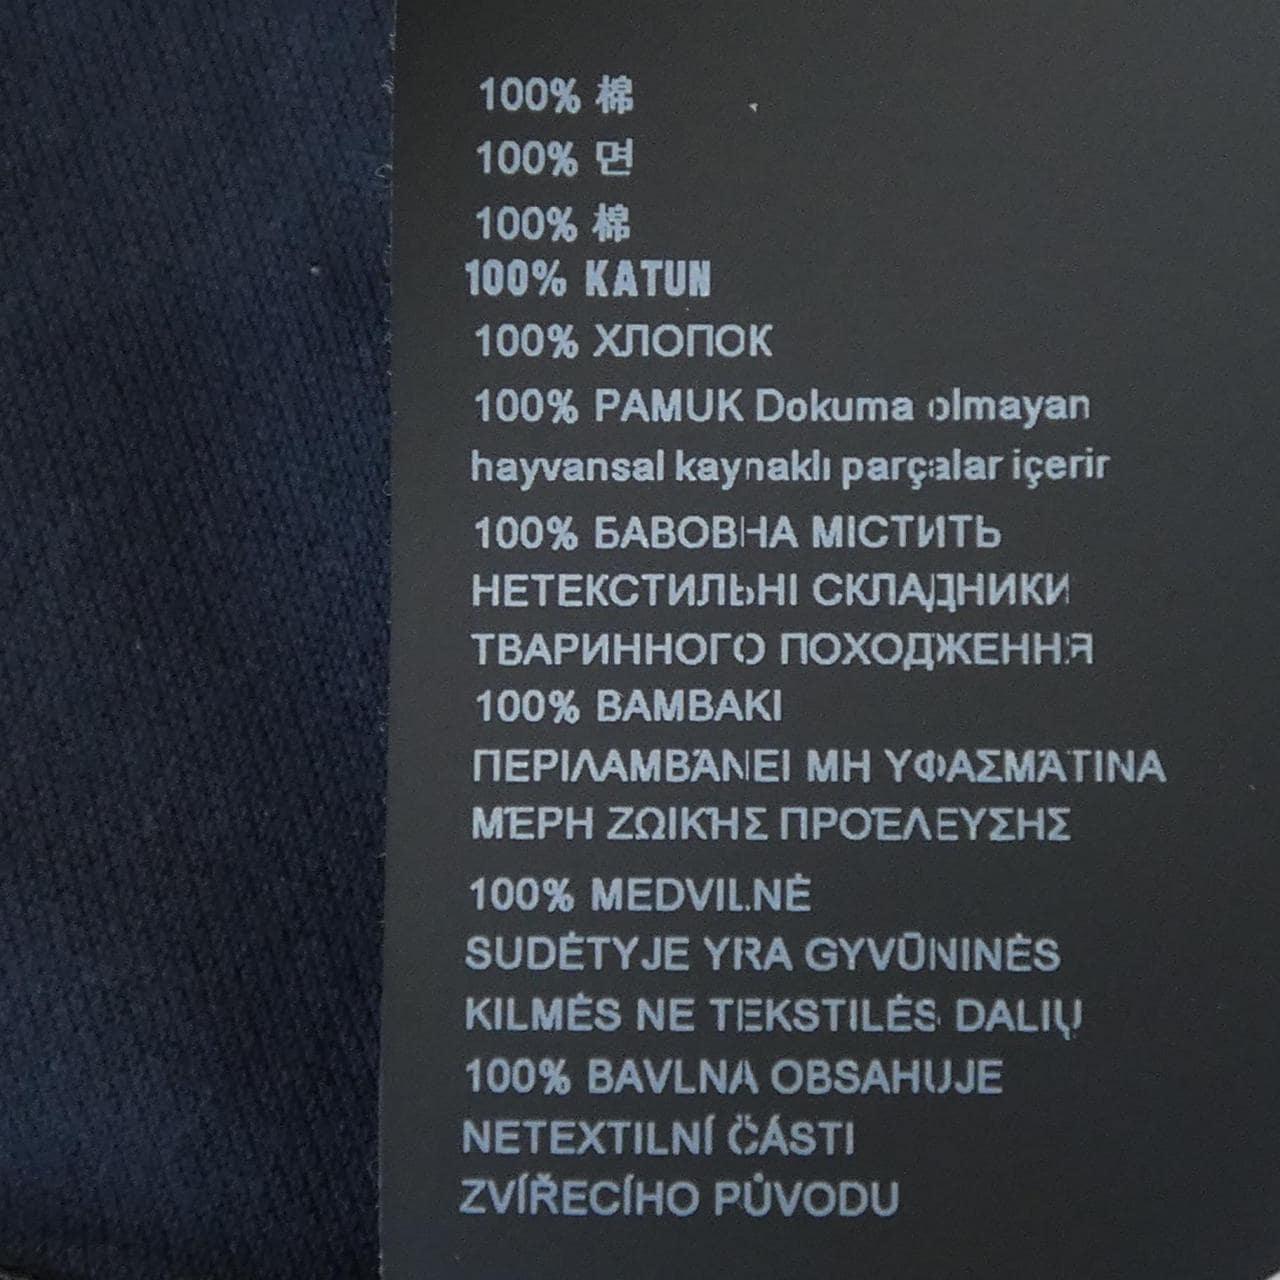 100% 棉
100% 면
100% 棉
100% KATUN
100% ХЛОПОК
100% PAMUK Dokuma olmayan
hayvansal kaynaklı parçalar içerir
100% БАВОВНА МІСТИТЬ
НЕТЕКСТИЛЬНІ СКЛАДНИКИ
ТВАРИННОГО ПОХОДЖЕННЯ
100% ΒΑΜΒΑΚΙ
ΠΕΡΙΛΑΜΒΆΝΕΙ ΜΗ ΥΦΑΣΜΆΤΙΝΑ
ΜΈΡΗ ΖΩΙΚΉΣ ΠΡΟΈΛΕΥΣΗΣ
100% MEDVILNĖ
SUDĖTYJE YRA GYVŪNINĖS
KILMĖS NE TEKSTILĖS DALIŲ
100% BAVLNA OBSAHUJE
NETEXTILNÍ ČÁSTI
ZVÍŘECÍHO PŮVODU